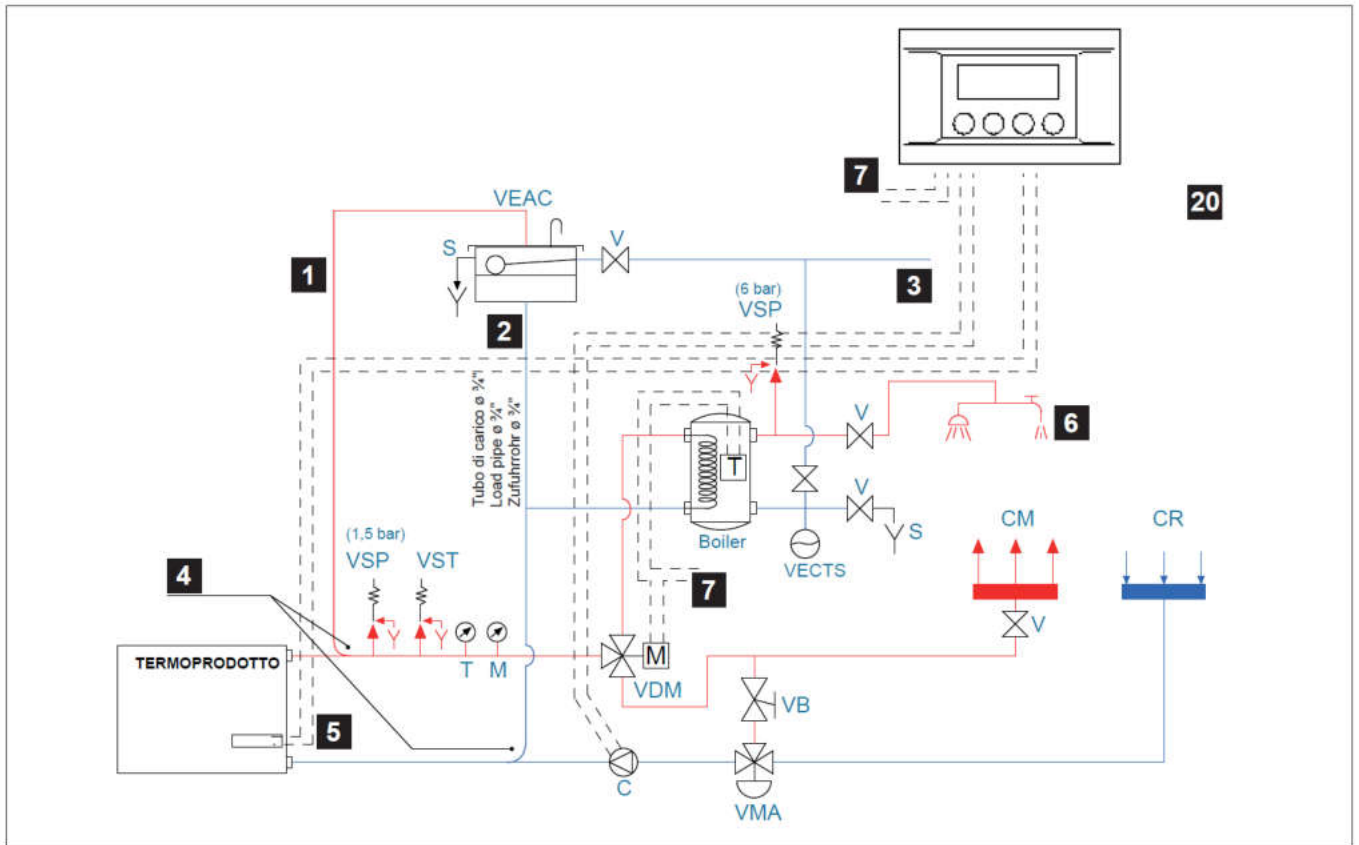 7
20
VEAC
S
V
1
3
(6 bar)
VSP
2
Tubo di carico ø ¾"
Load pipe ø ¾"
Zufuhrrohr ø ¾"
V
6
T
V
S
Boiler
VECTS
CM
CR
(1,5 bar)
VSP
VST
4
7
V
TERMOPRODOTTO
T
M
M
VDM
VB
5
C
VMA